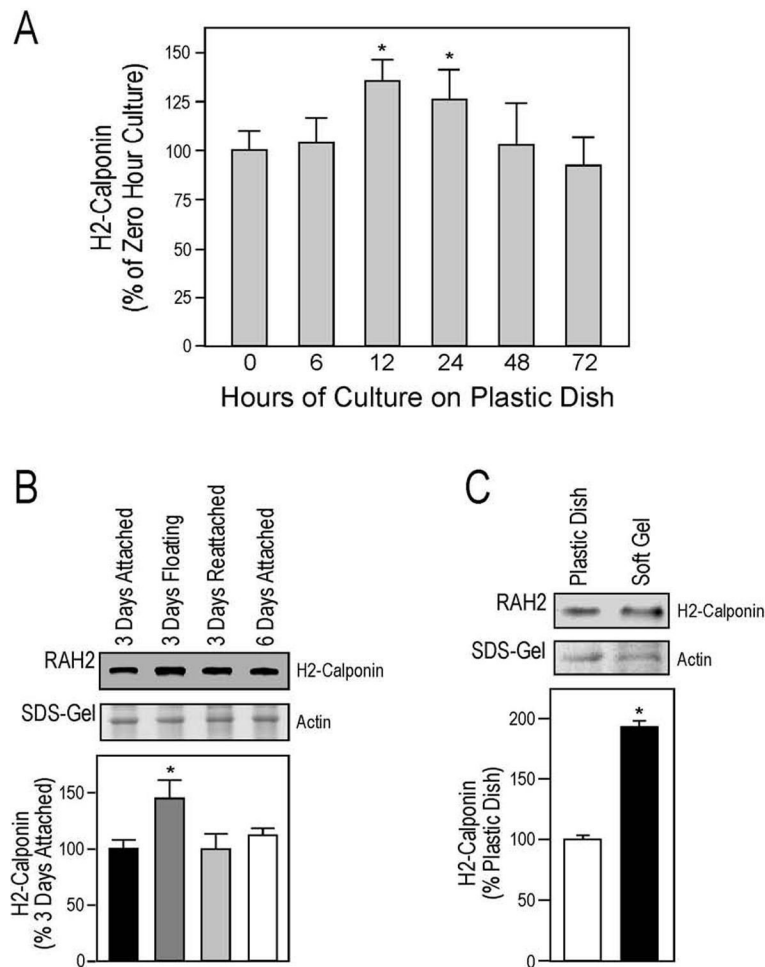 A
H2-Calponin
(% of Zero Hour Culture)
150
125
100
75
50
25
0
* *
0 6 12 24 48 72
Hours of Culture on Plastic Dish
B
3 Days Attached
3 Days Floating
3 Days Reattached
6 Days Attached
RAH2
H2-Calponin
SDS-Gel
Actin
H2-Calponin
(% 3 Days Attached)
150
100
50
0
*
C
Plastic Dish
Soft Gel
RAH2
H2-Calponin
SDS-Gel
Actin
H2-Calponin
(% Plastic Dish)
200
150
100
50
0
*